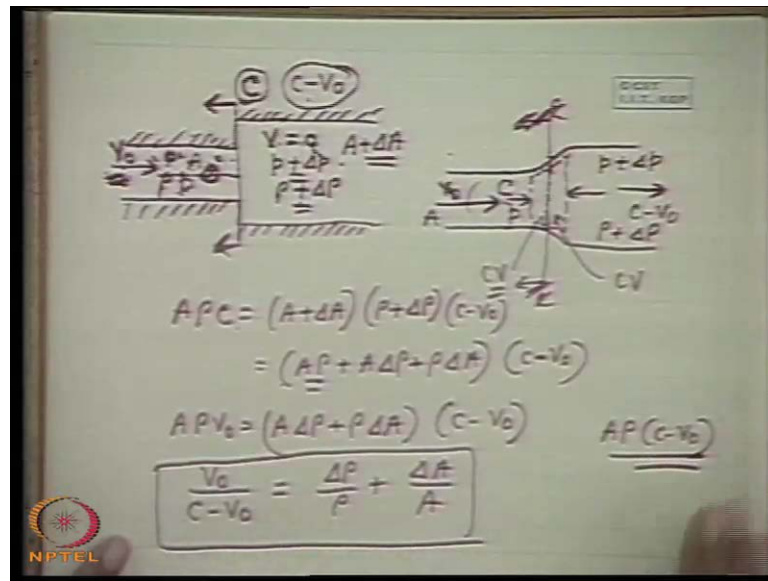 C C-V₀
V₀ A
ρ p
V = 0
p + Δp
ρ + Δρ
A + ΔA
C C I T
I.I.T. KGP
V₀ C
A ρ
p + Δp
C - V₀
ρ + Δρ
CV CV
AρC = (A+ΔA) (ρ+Δρ) (C-V₀)
= (Aρ + AΔρ + ρΔA) (C-V₀)
AρV₀ = (AΔρ + ρΔA) (C-V₀)
Aρ(C-V₀)
V₀/(C-V₀) = Δρ/ρ + ΔA/A
NPTEL